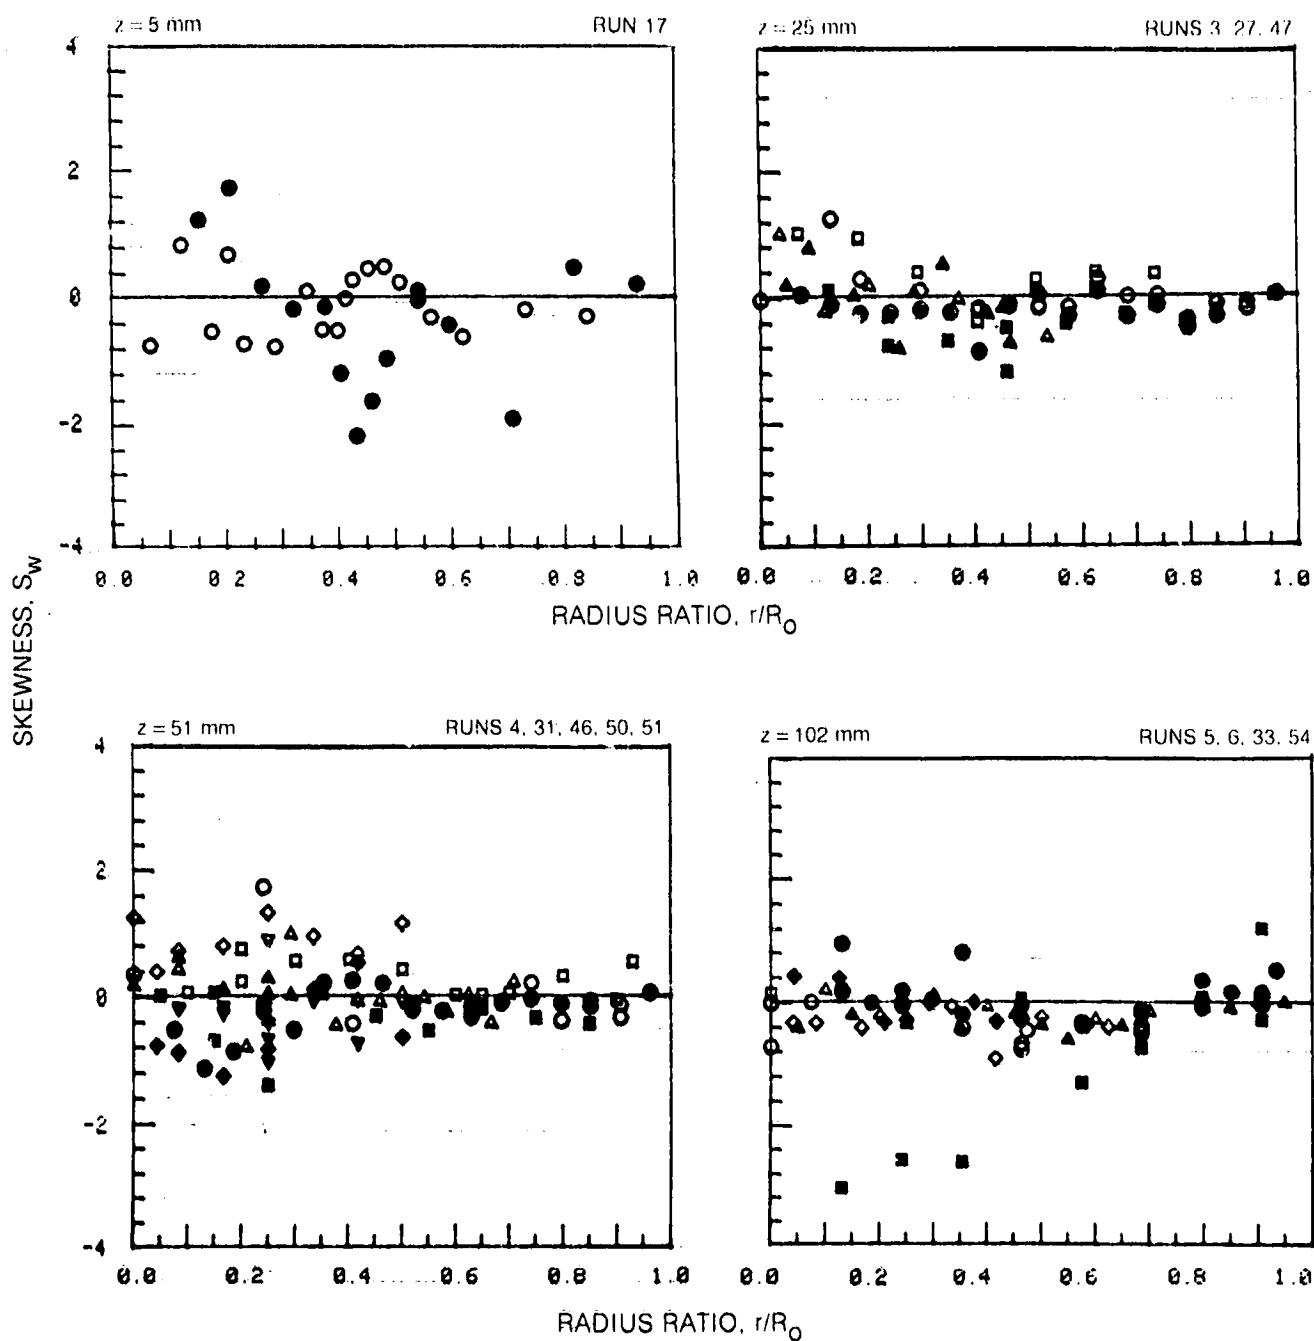 z = 5 mm RUN 17
z = 25 mm RUNS 3, 27, 47
4
2
0
-2
-4
0.0 0.2 0.4 0.6 0.8 1.0
0.0 0.2 0.4 0.6 0.8 1.0
RADIUS RATIO, r/Ro
SKEWNESS, Sw
z = 51 mm RUNS 4, 31, 46, 50, 51
z = 102 mm RUNS 5, 6, 33, 54
4
2
0
-2
-4
0.0 0.2 0.4 0.6 0.8 1.0
0.0 0.2 0.4 0.6 0.8 1.0
RADIUS RATIO, r/Ro